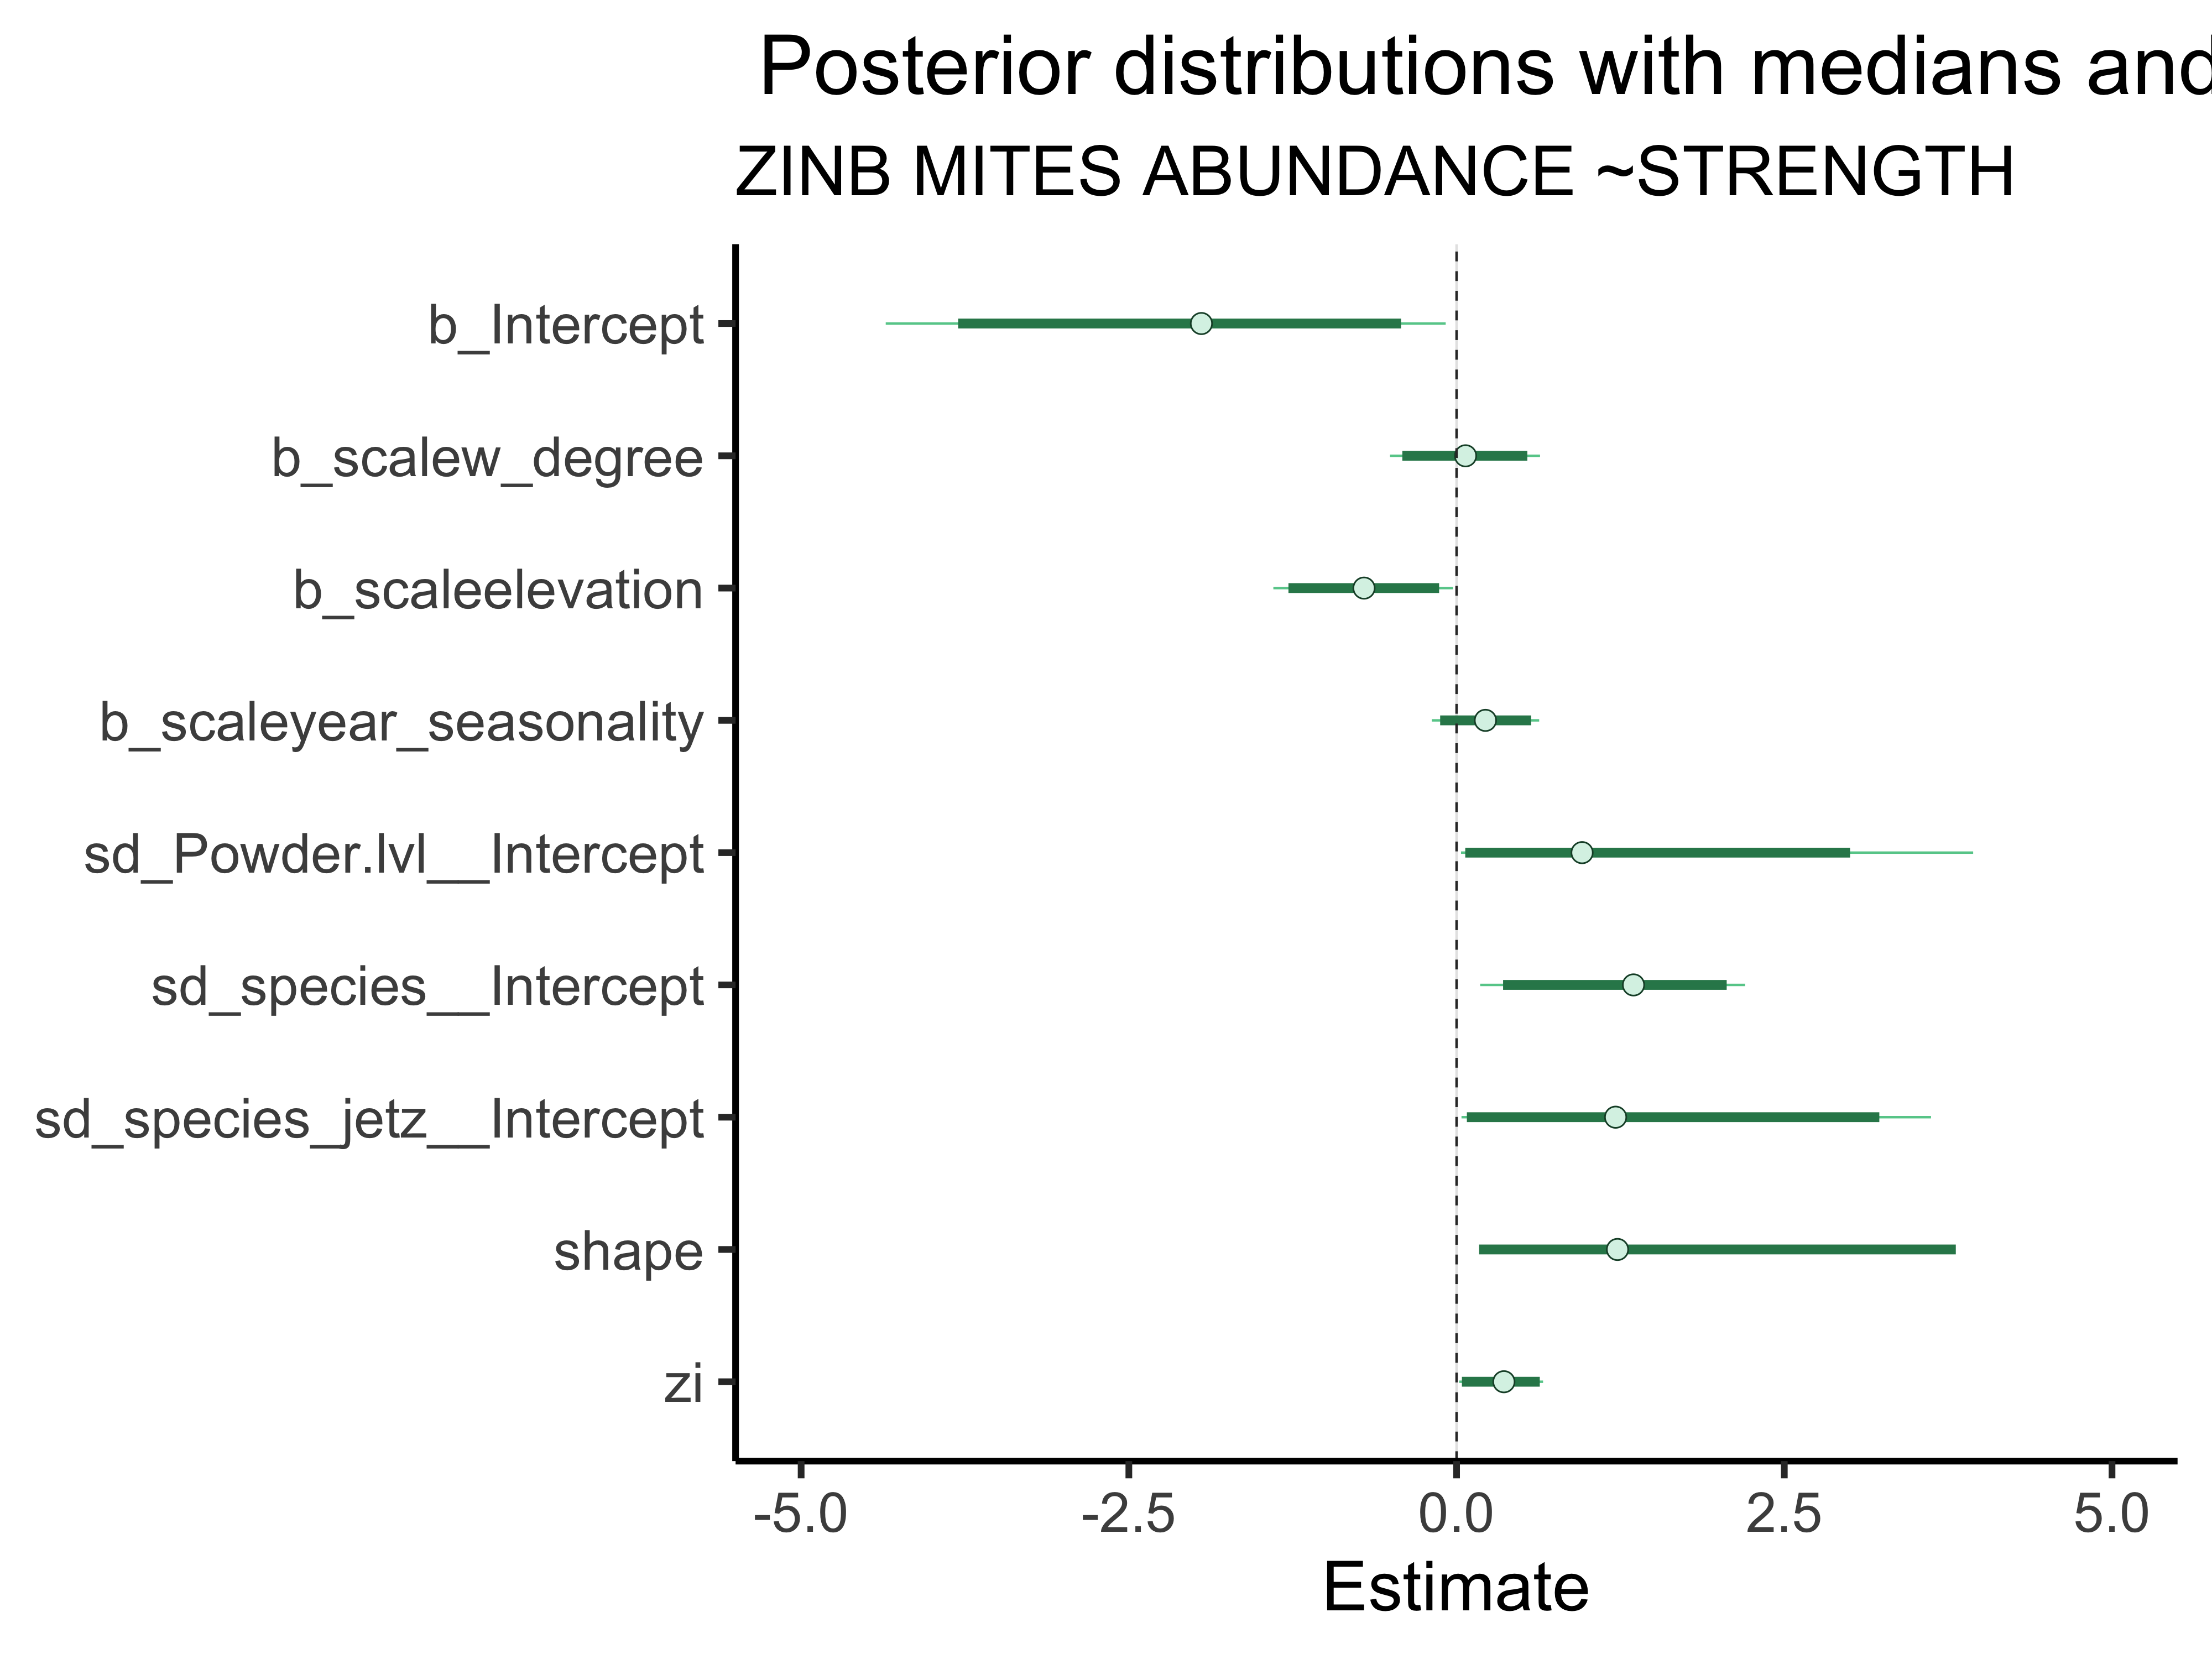 Posterior distributions with medians and
ZINB MITES ABUNDANCE ~STRENGTH
b_Intercept
b_scalew_degree
b_scaleelevation
b_scaleyear_seasonality
sd_Powder.lvl__Intercept
sd_species__Intercept
sd_species_jetz__Intercept
shape
zi
-5.0 -2.5 0.0 2.5 5.0
Estimate